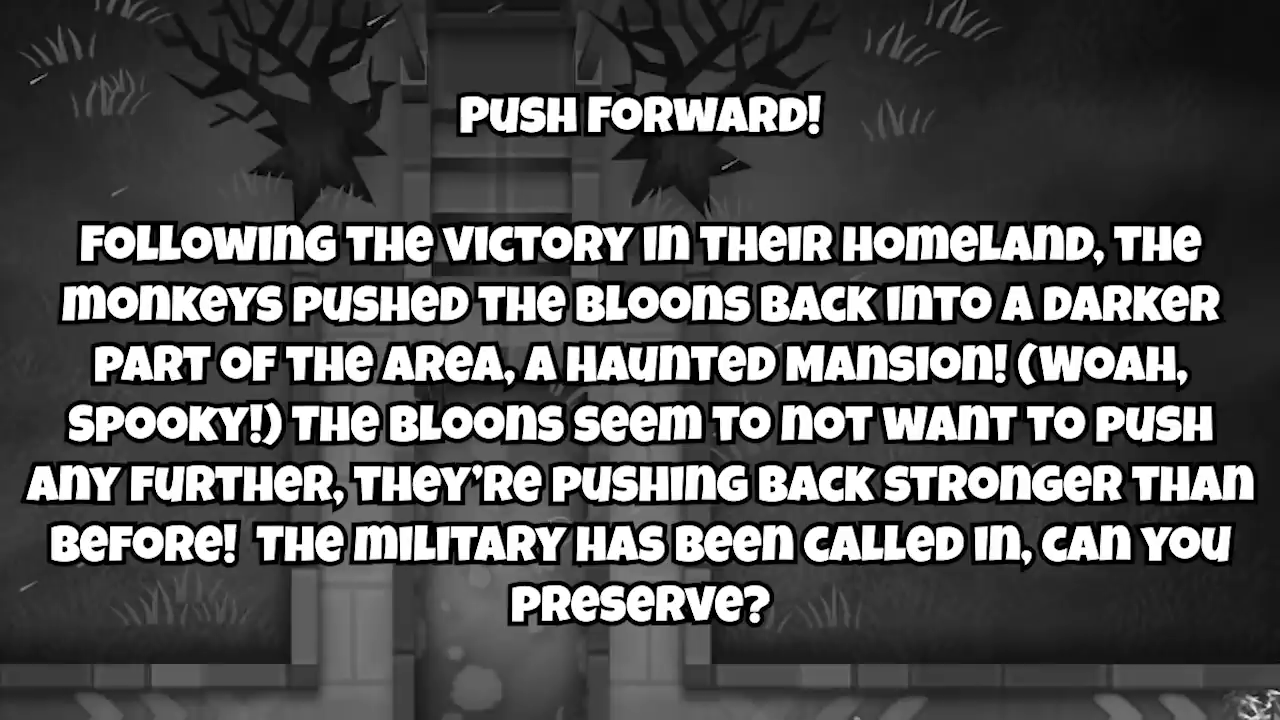 PUSH FORWARD!
FOLLOWING THE VICTORY IN THEIR HOMELAND, THE
MONKEYS PUSHED THE BLOONS BACK INTO A DARKER
PART OF THE AREA, A HAUNTED MANSION! (WOAH,
SPOOKY!) THE BLOONS SEEM TO NOT WANT TO PUSH
ANY FURTHER, THEY'RE PUSHING BACK STRONGER THAN
BEFORE!  THE MILITARY HAS BEEN CALLED IN, CAN YOU
PRESERVE?